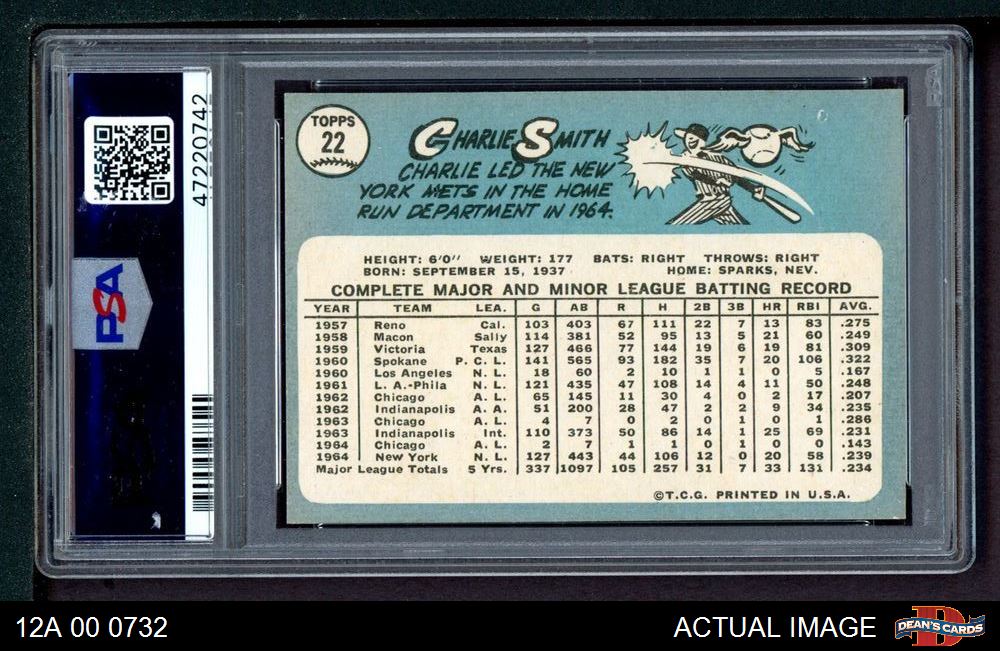 PSA
47220742
TOPPS
22
CHARLIE SMITH
CHARLIE LED THE NEW
YORK METS IN THE HOME
RUN DEPARTMENT IN 1964.
HEIGHT: 6'0" WEIGHT: 177 BATS: RIGHT THROWS: RIGHT
BORN: SEPTEMBER 15, 1937 HOME: SPARKS, NEV.
COMPLETE MAJOR AND MINOR LEAGUE BATTING RECORD
YEAR TEAM LEA. G AB R H 2B 3B HR RBI AVG.
1957 Reno Cal. 103 403 67 111 22 7 13 83 .275
1958 Macon Sally 114 381 52 95 13 5 21 60 .249
1959 Victoria Texas 127 466 77 144 19 6 19 81 .309
1960 Spokane P. C. L. 141 565 93 182 35 7 20 106 .322
1960 Los Angeles N. L. 18 60 2 10 1 1 0 5 .167
1961 L. A.-Phila N. L. 121 435 47 108 14 4 11 50 .248
1962 Chicago A. L. 65 145 11 30 4 0 2 17 .207
1962 Indianapolis A. A. 51 200 28 47 2 2 9 34 .235
1963 Chicago A. L. 4 7 0 2 0 1 0 1 .286
1963 Indianapolis Int. 110 373 50 86 14 1 25 69 .231
1964 Chicago A. L. 2 7 1 1 0 1 0 0 .143
1964 New York N. L. 127 443 44 106 12 0 20 58 .239
Major League Totals 5 Yrs. 337 1097 105 257 31 7 33 131 .234
©T.C.G. PRINTED IN U.S.A.
12A 00 0732
ACTUAL IMAGE
D
DEAN'S CARDS